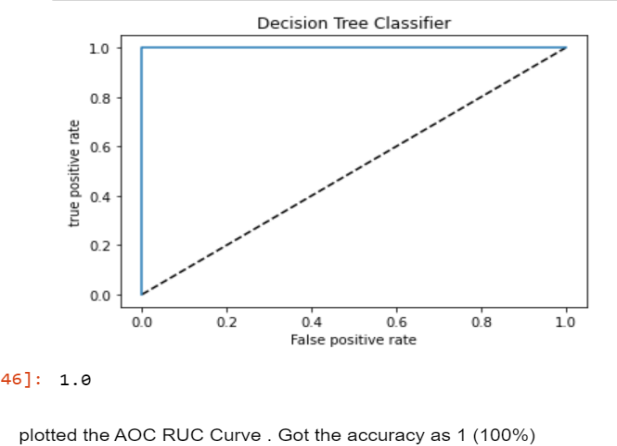 Decision Tree Classifier
1.0
0.8
0.6
0.4
0.2
0.0
true positive rate
0.0 0.2 0.4 0.6 0.8 1.0
False positive rate
46]: 1.0
plotted the AOC RUC Curve . Got the accuracy as 1 (100%)